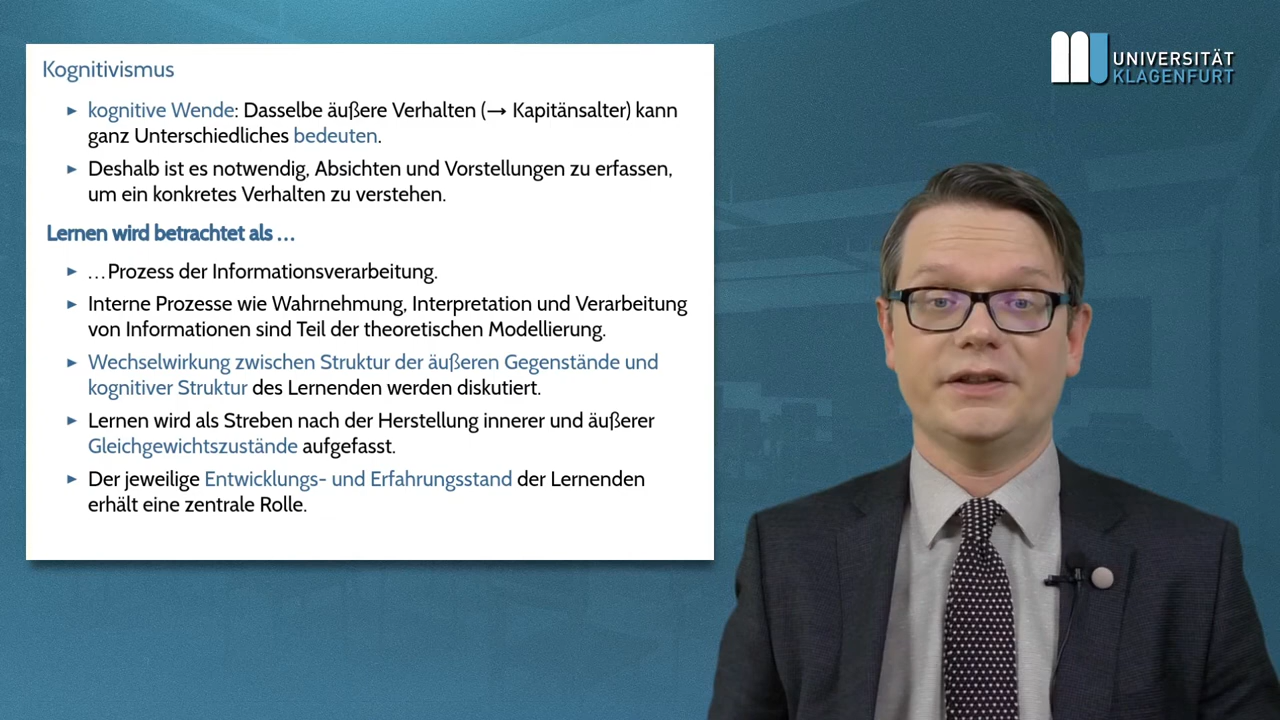 Kognitivismus
► kognitive Wende: Dasselbe äußere Verhalten (→ Kapitänsalter) kann
ganz Unterschiedliches bedeuten.
► Deshalb ist es notwendig, Absichten und Vorstellungen zu erfassen,
um ein konkretes Verhalten zu verstehen.
Lernen wird betrachtet als …
► …Prozess der Informationsverarbeitung.
► Interne Prozesse wie Wahrnehmung, Interpretation und Verarbeitung
von Informationen sind Teil der theoretischen Modellierung.
► Wechselwirkung zwischen Struktur der äußeren Gegenstände und
kognitiver Struktur des Lernenden werden diskutiert.
► Lernen wird als Streben nach der Herstellung innerer und äußerer
Gleichgewichtszustände aufgefasst.
► Der jeweilige Entwicklungs- und Erfahrungsstand der Lernenden
erhält eine zentrale Rolle.
UNIVERSITÄT
KLAGENFURT